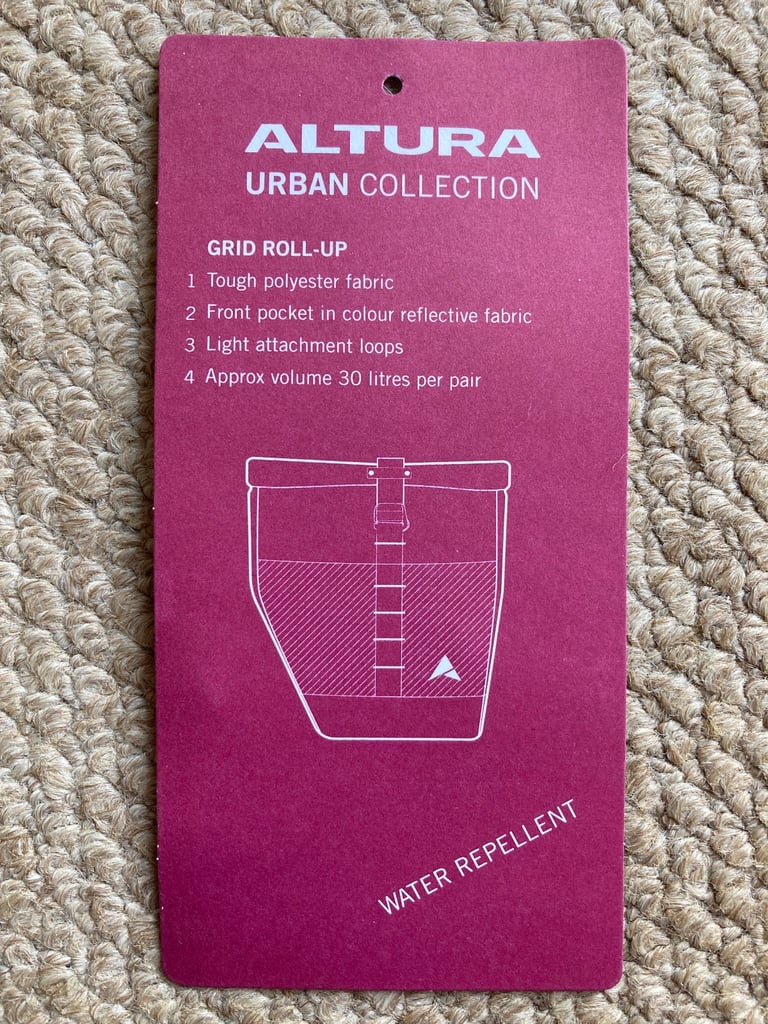 ALTURA
URBAN COLLECTION
GRID ROLL-UP
1 Tough polyester fabric
2 Front pocket in colour reflective fabric
3 Light attachment loops
4 Approx volume 30 litres per pair
WATER REPELLENT